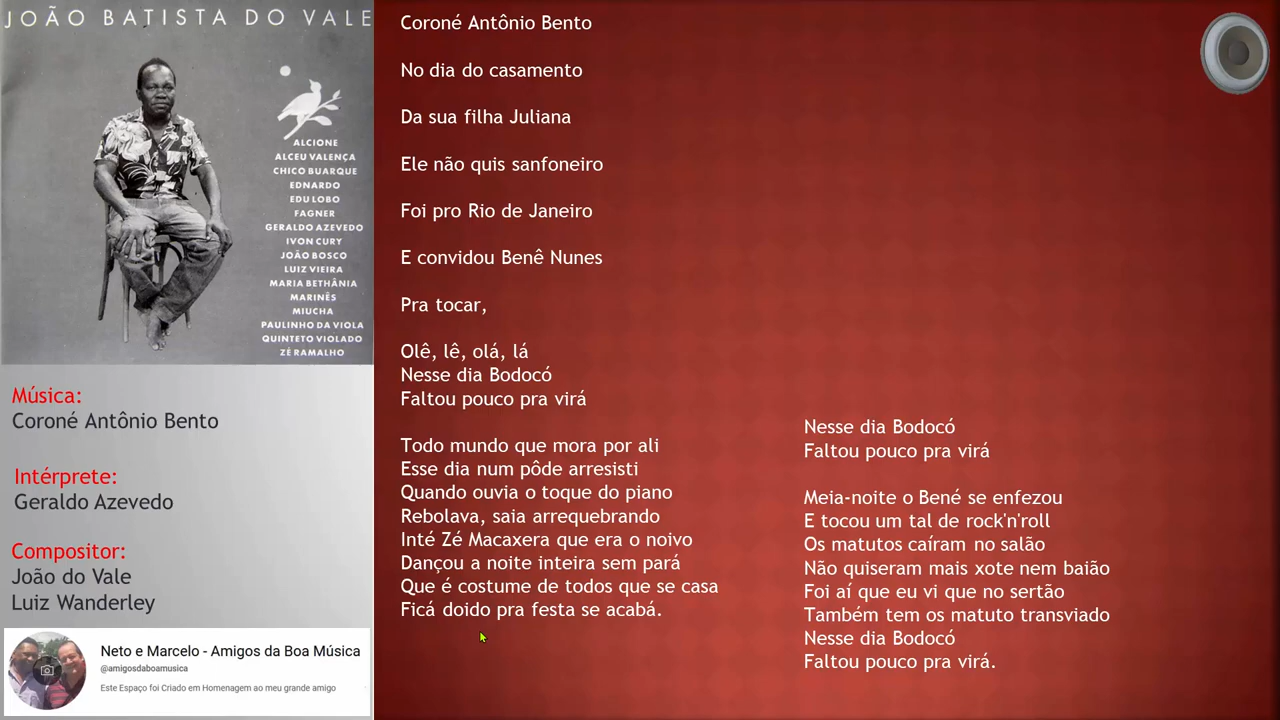 JOÃO BATISTA DO VALE
ALCIONE
ALCEU VALENÇA
CHICO BUARQUE
EDNARDO
EDU LOBO
FAGNER
GERALDO AZEVEDO
IVON CURY
JOÃO BOSCO
LUIZ VIEIRA
MARIA BETHÂNIA
MARINÊS
MIUCHA
PAULINHO DA VIOLA
QUINTETO VIOLADO
ZÉ RAMALHO
Música:
Coroné Antônio Bento
Intérprete:
Geraldo Azevedo
Compositor:
João do Vale
Luiz Wanderley
Neto e Marcelo - Amigos da Boa Música
@amigosdaboamusica
Este Espaço foi Criado em Homenagem ao meu grande amigo
Coroné Antônio Bento
No dia do casamento
Da sua filha Juliana
Ele não quis sanfoneiro
Foi pro Rio de Janeiro
E convidou Benê Nunes
Pra tocar,
Olê, lê, olá, lá
Nesse dia Bodocó
Faltou pouco pra virá
Todo mundo que mora por ali
Esse dia num pôde arresisti
Quando ouvia o toque do piano
Rebolava, saia arrequebrando
Inté Zé Macaxera que era o noivo
Dançou a noite inteira sem pará
Que é costume de todos que se casa
Ficá doido pra festa se acabá.
Nesse dia Bodocó
Faltou pouco pra virá
Meia-noite o Bené se enfezou
E tocou um tal de rock'n'roll
Os matutos caíram no salão
Não quiseram mais xote nem baião
Foi aí que eu vi que no sertão
Também tem os matuto transviado
Nesse dia Bodocó
Faltou pouco pra virá.